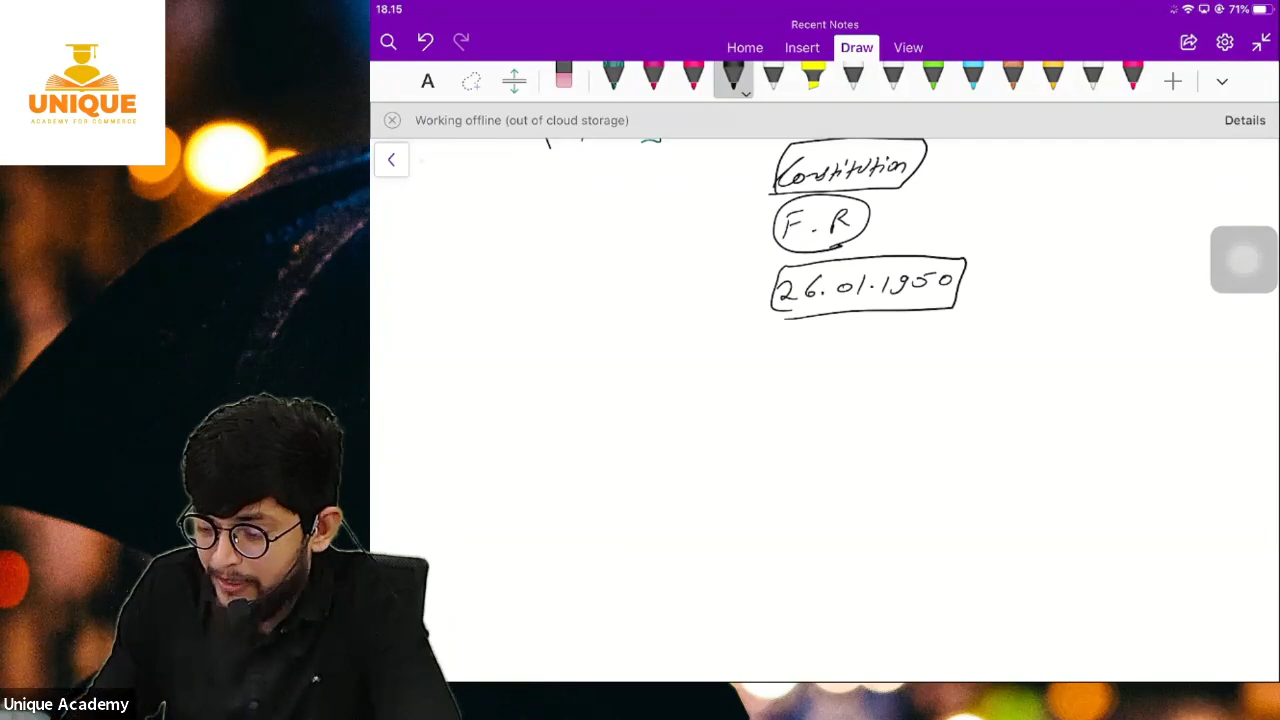 18.15
71%
Recent Notes
Home Insert Draw View
A
Working offline (out of cloud storage)
Details
UNIQUE
ACADEMY FOR COMMERCE
Constitution
F.R
26.01.1950
Unique Academy